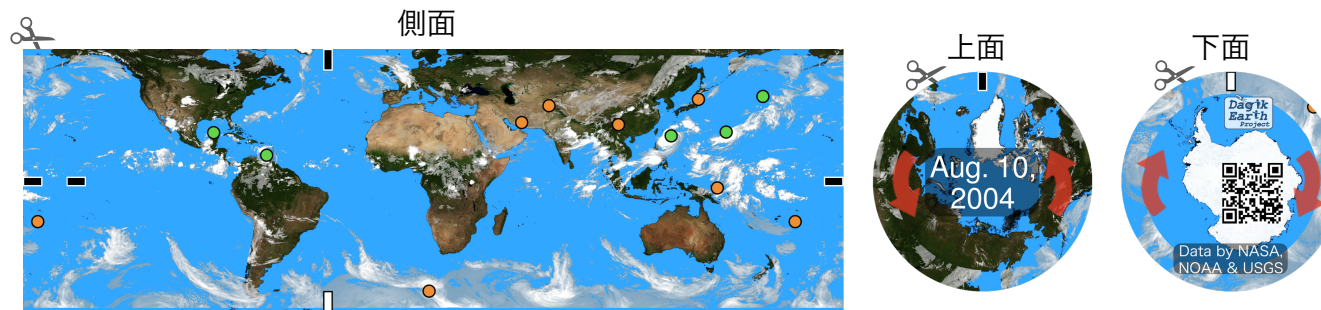 側面
上面
下面
Aug. 10,
2004
Dagik
Earth
Project
Data by NASA,
NOAA & USGS